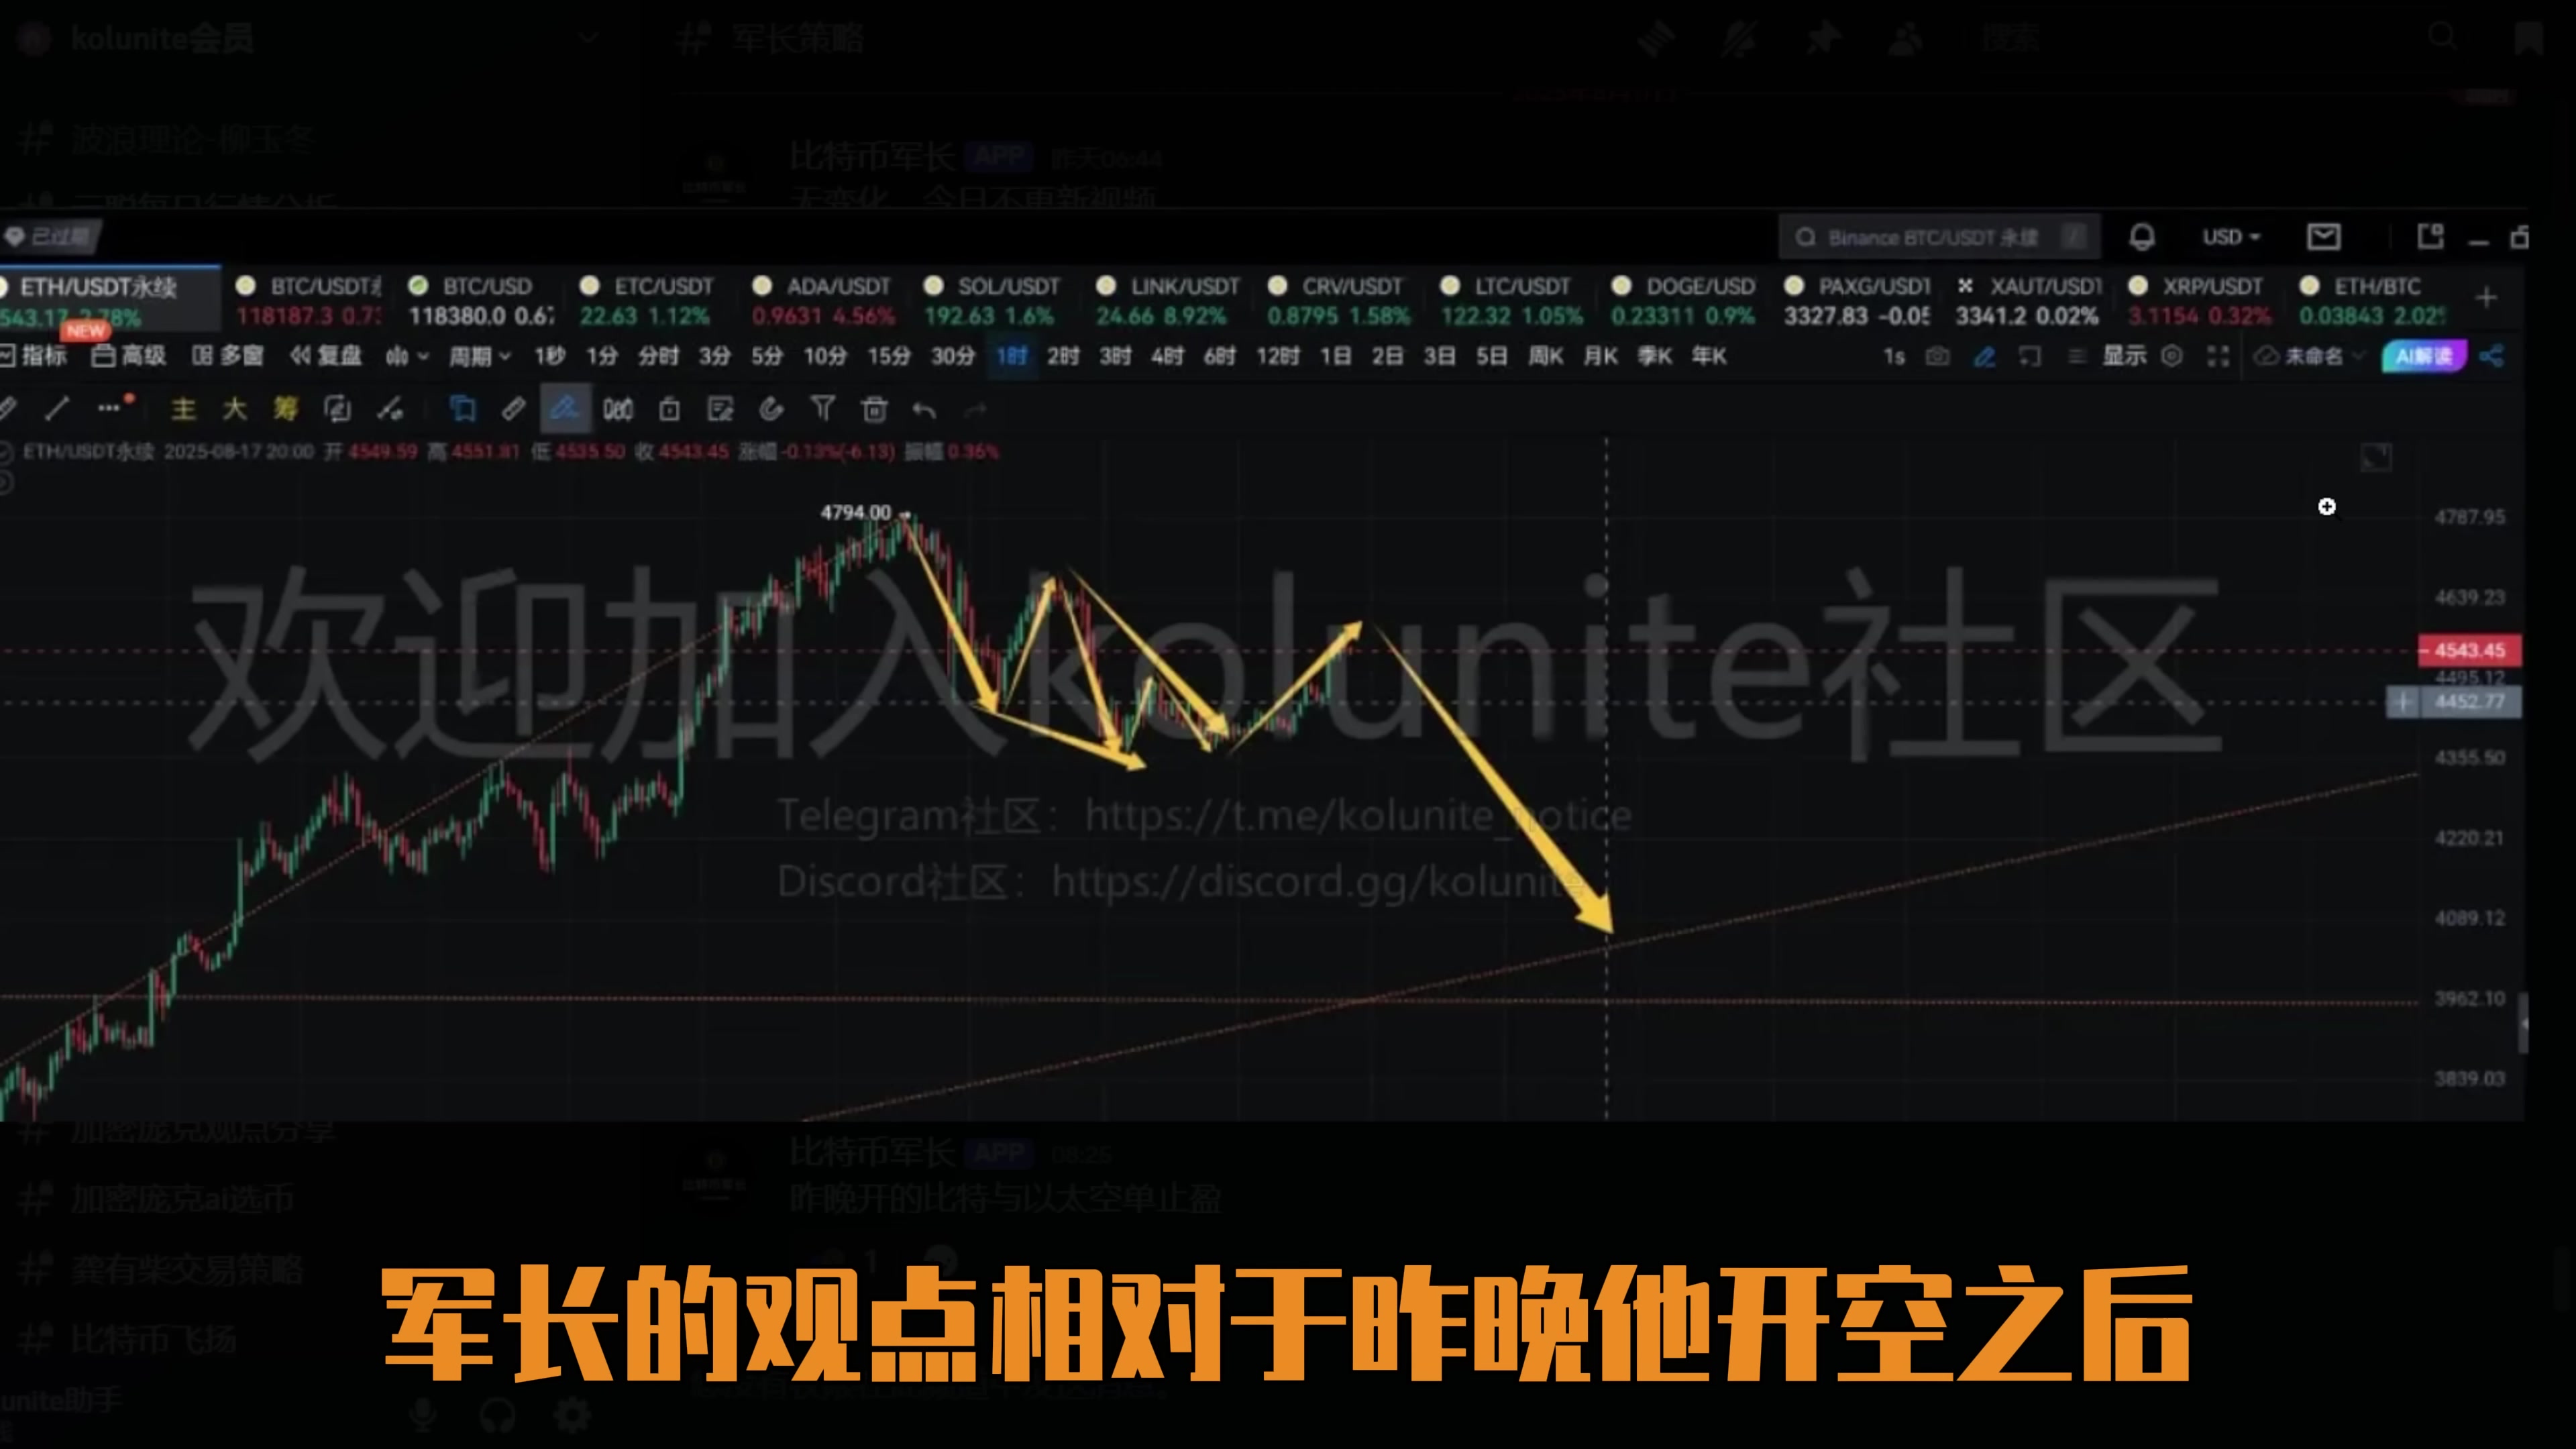 kolunite会员
军长策略
搜索
波浪理论-柳玉冬
比特币军长 APP 昨天06:44
无变化，今日不更新视频
已过期
Binance BTC/USDT 永续 /
USD
ETH/USDT永续
BTC/USDT
BTC/USD
ETC/USDT
ADA/USDT
SOL/USDT
LINK/USDT
CRV/USDT
LTC/USDT
DOGE/USD
PAXG/USDT
XAUT/USDT
XRP/USDT
ETH/BTC
543.17 2.78%
118187.3 0.7
118380.0 0.6
22.63 1.12%
0.9631 4.56%
192.63 1.6%
24.66 8.92%
0.8795 1.58%
122.32 1.05%
0.23311 0.9%
3327.83 -0.05
3341.2 0.02%
3.1154 0.32%
0.03843 2.02
NEW
指标 高级 多窗 复盘 周期 1秒 1分 分时 3分 5分 10分 15分 30分 1时 2时 3时 4时 6时 12时 1日 2日 3日 5日 周K 月K 季K 年K 1s 显示 未命名 AI解读
主 大 筹
ETH/USDT永续 2025-08-17 20:00 开 4549.59 高 4551.81 低 4535.50 收 4543.45 涨幅 -0.13%(-6.13) 振幅 0.36%
4794.00
4787.95
4639.23
4543.45
4495.12
4452.77
4355.50
4220.21
4089.12
3962.10
3839.03
欢迎加入kolunite社区
Telegram社区：https://t.me/kolunite_notice
Discord社区：https://discord.gg/kolunite
加密庞克观点分享
比特币军长 APP 08:25
加密庞克ai选币
昨晚开的比特与以太空单止盈
1
龚有柴交易策略
比特币飞扬
unite助手
军长的观点相对于昨晚他开空之后